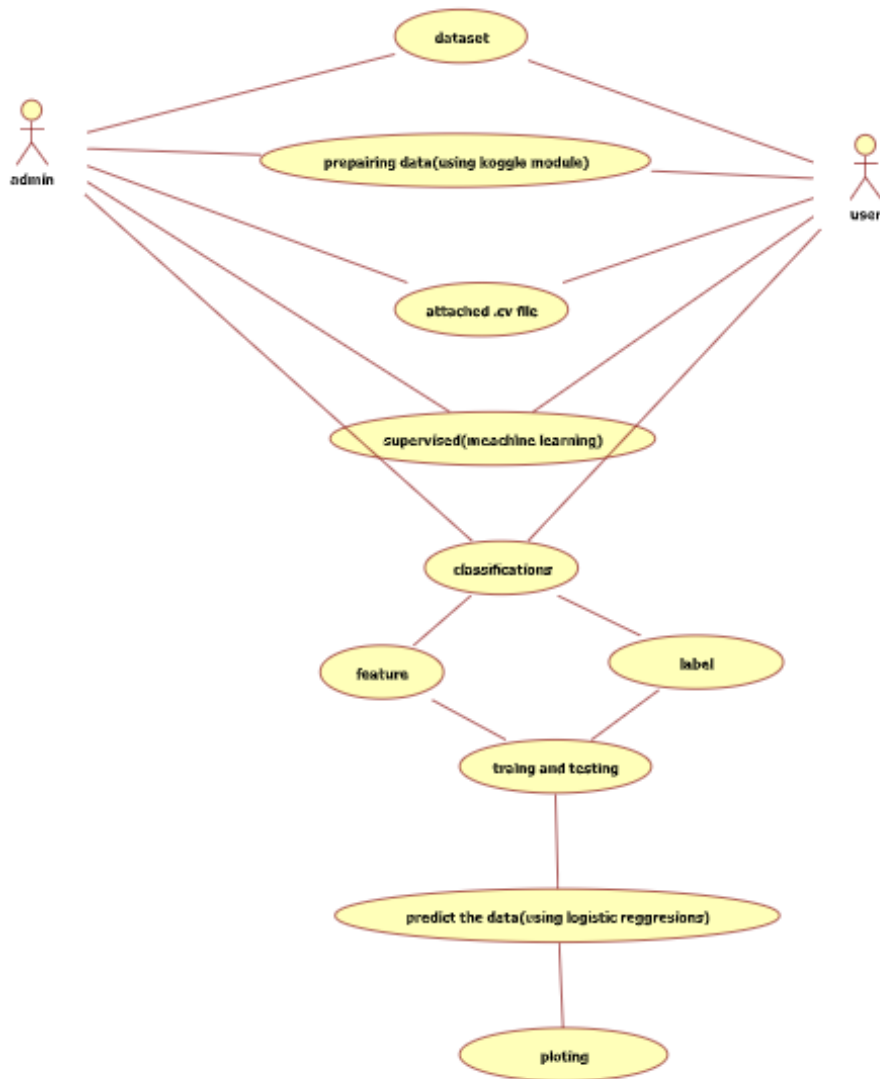 dataset
admin
prepairing data(using koggle module)
user
attached .cv file
supervised(meachine learning)
classifications
feature
label
traing and testing
predict the data(using logistic reggresions)
ploting